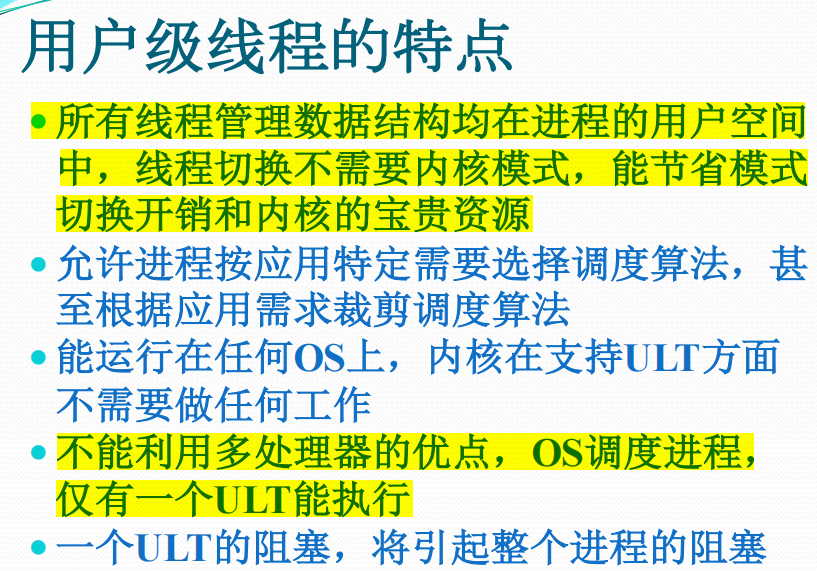 用户级线程的特点
• 所有线程管理数据结构均在进程的用户空间
中，线程切换不需要内核模式，能节省模式
切换开销和内核的宝贵资源
• 允许进程按应用特定需要选择调度算法，甚
至根据应用需求裁剪调度算法
• 能运行在任何OS上，内核在支持ULT方面
不需要做任何工作
• 不能利用多处理器的优点，OS调度进程，
仅有一个ULT能执行
• 一个ULT的阻塞，将引起整个进程的阻塞